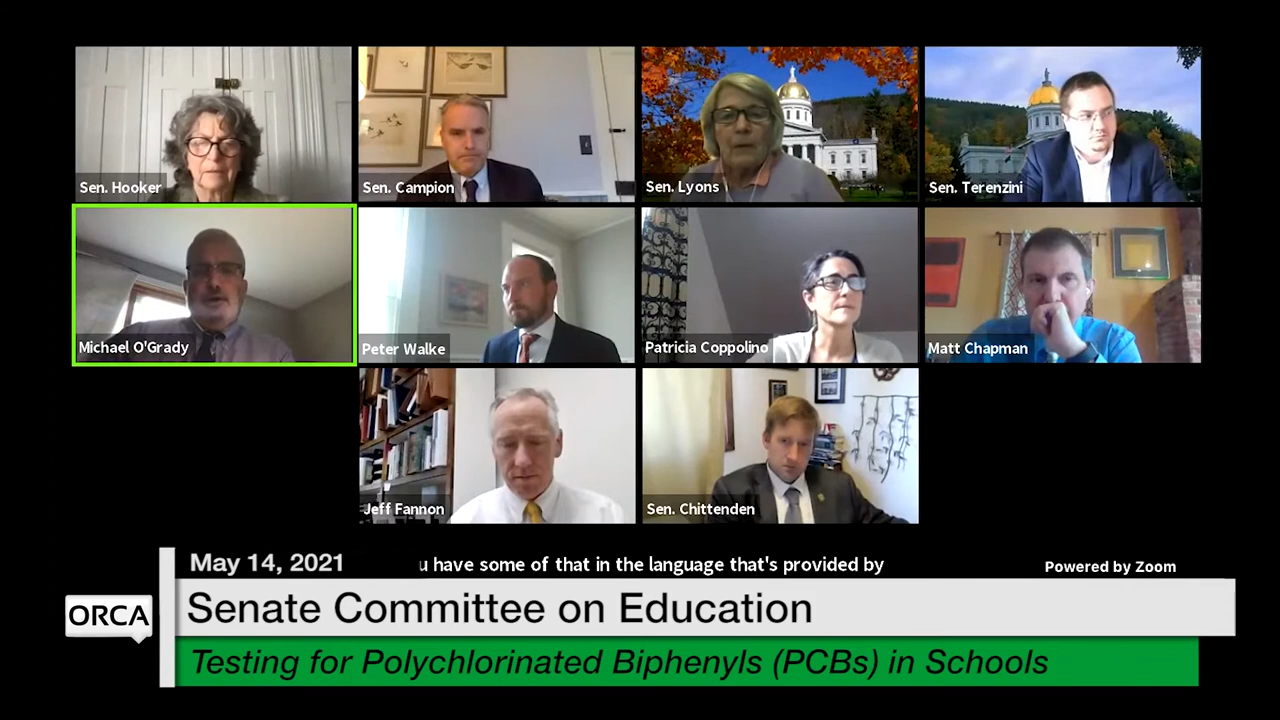 Sen. Hooker
Sen. Campion
Sen. Lyons
Sen. Terenzini
Michael O'Grady
Peter Walke
Patricia Coppolino
Matt Chapman
Jeff Fannon
Sen. Chittenden
May 14, 2021
u have some of that in the language that's provided by
Powered by Zoom
ORCA
Senate Committee on Education
Testing for Polychlorinated Biphenyls (PCBs) in Schools